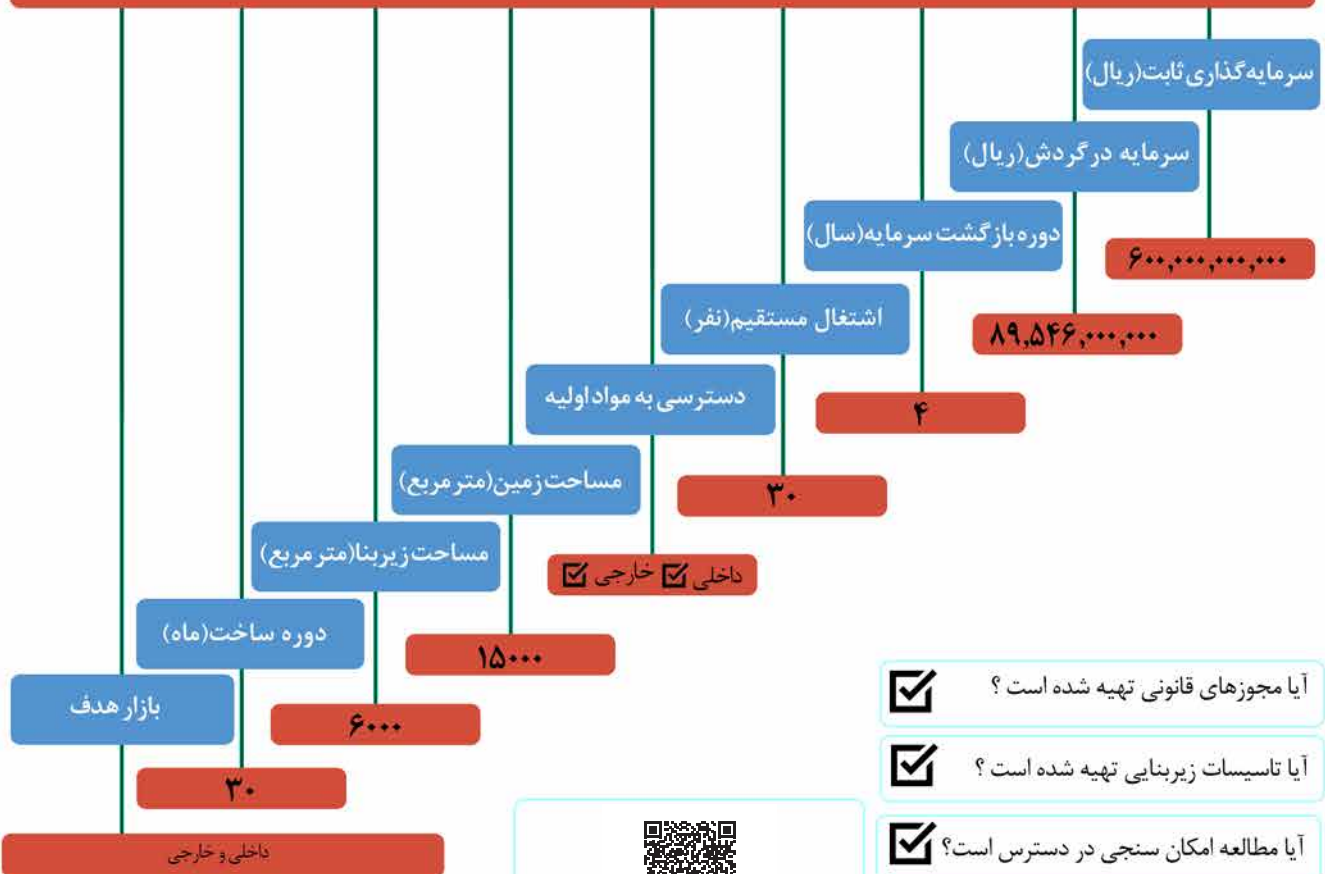 سرمایه‌گذاری ثابت(ریال)
۶۰۰,۰۰۰,۰۰۰,۰۰۰
سرمایه در گردش(ریال)
۸۹,۵۴۶,۰۰۰,۰۰۰
دوره بازگشت سرمایه(سال)
۴
اشتغال مستقیم(نفر)
۳۰
دسترسی به مواد اولیه
داخلی ☑ خارجی ☑
مساحت زمین(متر مربع)
۱۵۰۰۰
مساحت زیربنا(متر مربع)
۶۰۰۰
دوره ساخت(ماه)
۳۰
بازار هدف
داخلی و خارجی
آیا مجوزهای قانونی تهیه شده است ؟ ☑
آیا تاسیسات زیربنایی تهیه شده است ؟ ☑
آیا مطالعه امکان سنجی در دسترس است؟ ☑